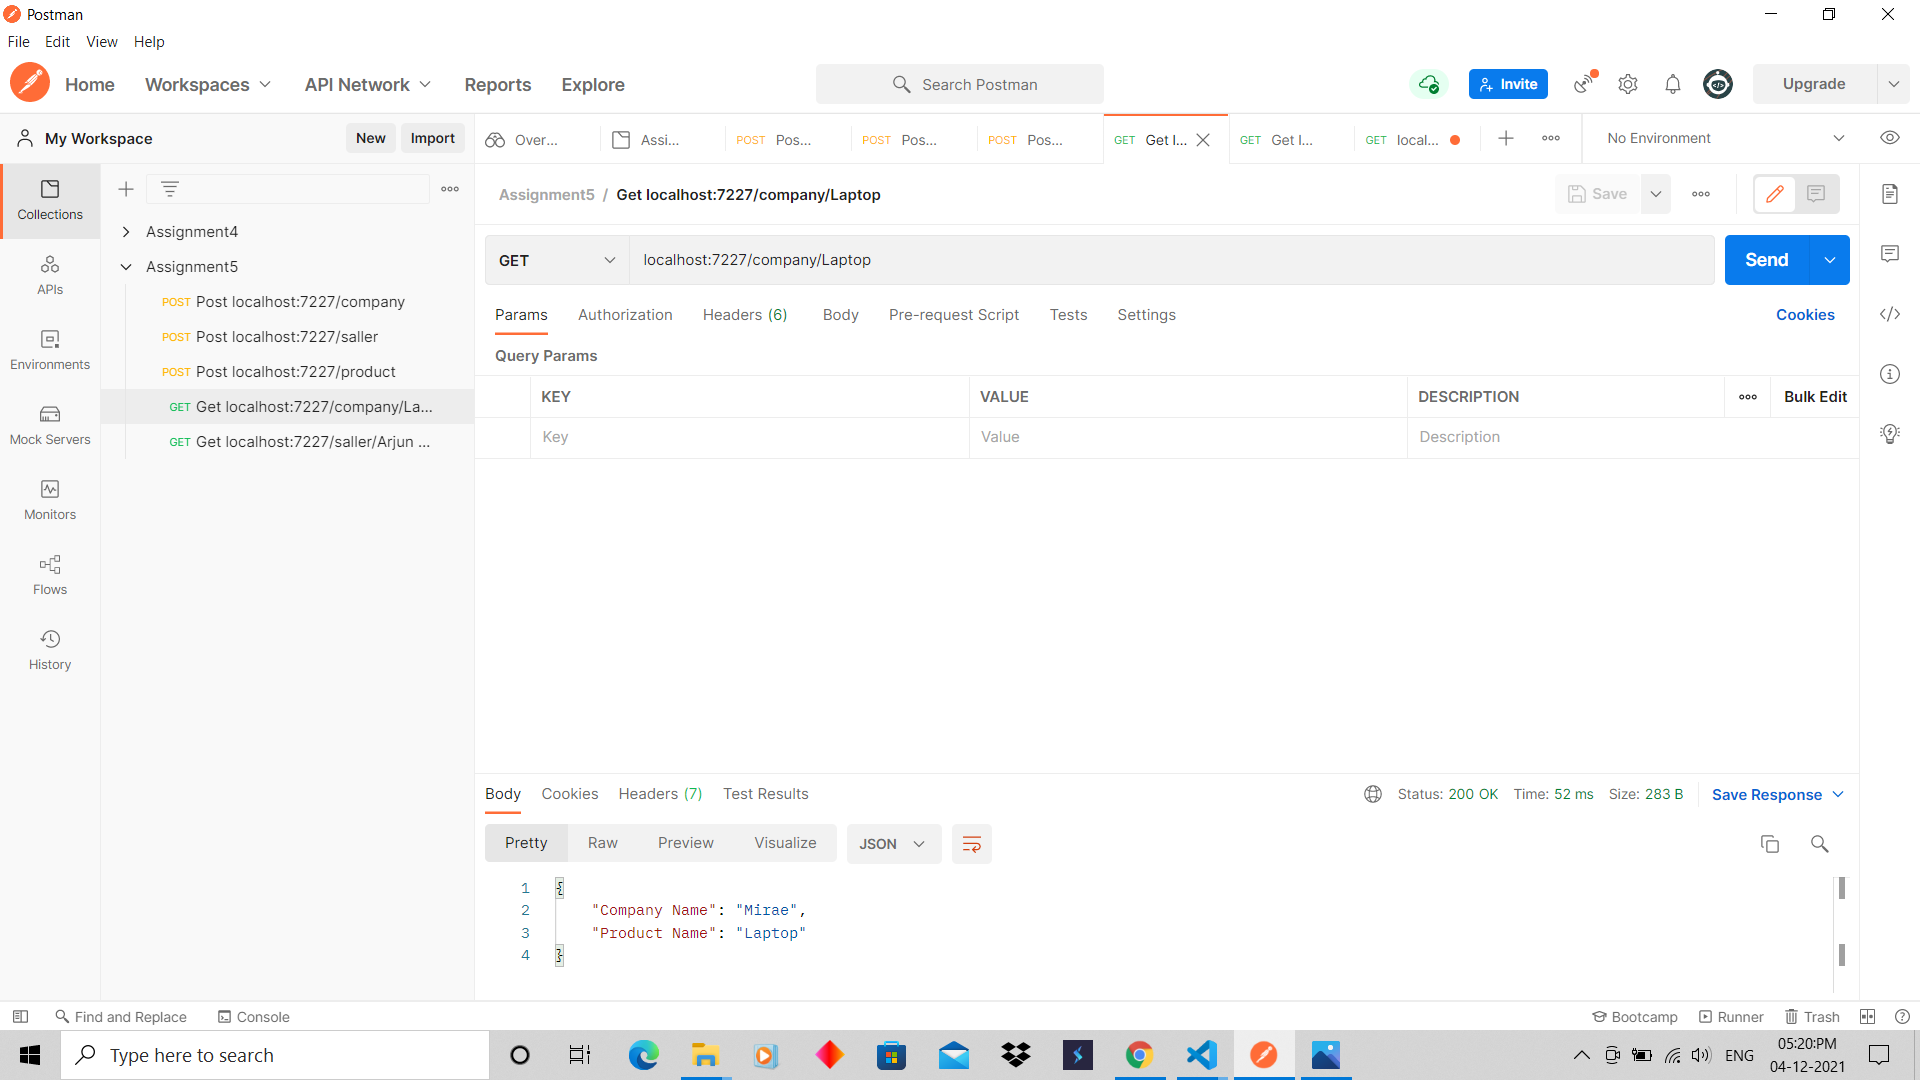 Postman
File Edit View Help
Home Workspaces API Network Reports Explore Search Postman Invite Upgrade
My Workspace New Import Over... Assi... POST Pos... POST Pos... POST Pos... GET Get l... GET Get l... GET local... No Environment
Collections
APIs
Environments
Mock Servers
Monitors
Flows
History
Assignment4
Assignment5
POST Post localhost:7227/company
POST Post localhost:7227/saller
POST Post localhost:7227/product
GET Get localhost:7227/company/La...
GET Get localhost:7227/saller/Arjun ...
Assignment5 / Get localhost:7227/company/Laptop Save
GET localhost:7227/company/Laptop Send
Params Authorization Headers (6) Body Pre-request Script Tests Settings Cookies
Query Params
KEY VALUE DESCRIPTION Bulk Edit
Key Value Description
Body Cookies Headers (7) Test Results Status: 200 OK Time: 52 ms Size: 283 B Save Response
Pretty Raw Preview Visualize JSON
1 {
2 "Company Name": "Mirae",
3 "Product Name": "Laptop"
4 }
Find and Replace Console Bootcamp Runner Trash
Type here to search ENG 05:20:PM
04-12-2021